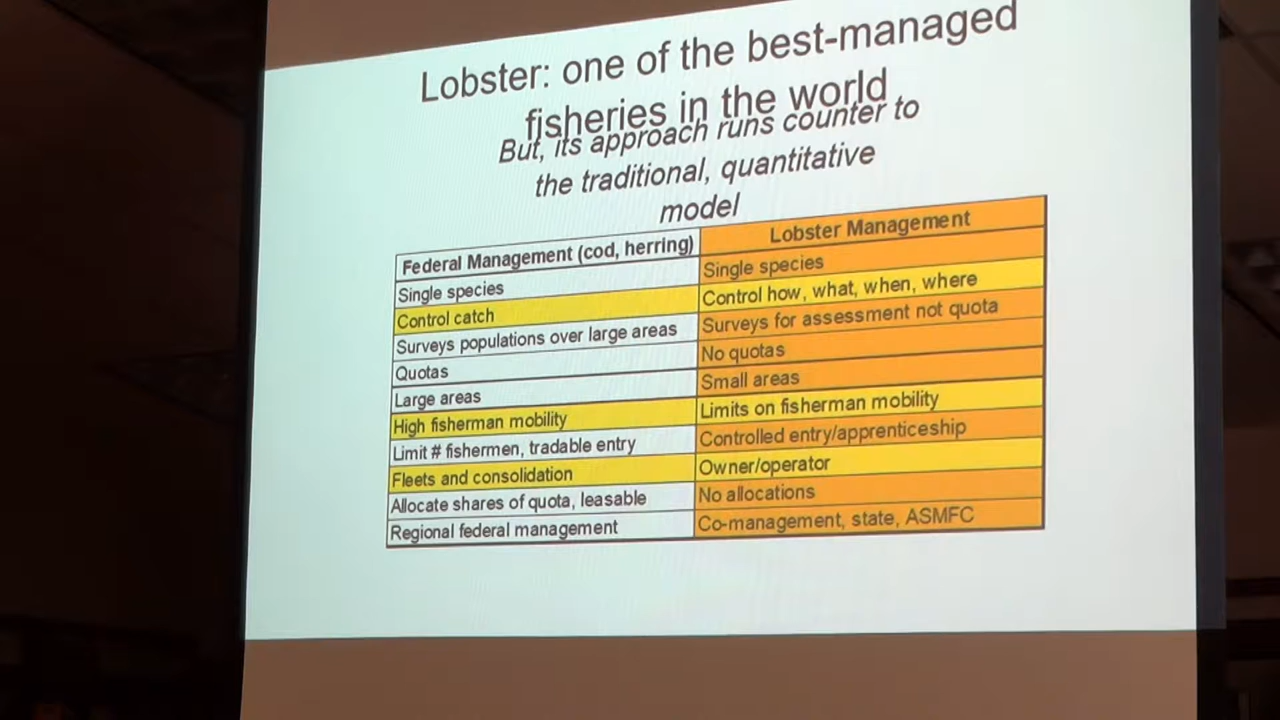 Lobster: one of the best-managed
fisheries in the world
But, its approach runs counter to
the traditional, quantitative
model
Federal Management (cod, herring) Lobster Management
Single species Single species
Control catch Control how, what, when, where
Surveys populations over large areas Surveys for assessment not quota
Quotas No quotas
Large areas Small areas
High fisherman mobility Limits on fisherman mobility
Limit # fishermen, tradable entry Controlled entry/apprenticeship
Fleets and consolidation Owner/operator
Allocate shares of quota, leasable No allocations
Regional federal management Co-management, state, ASMFC